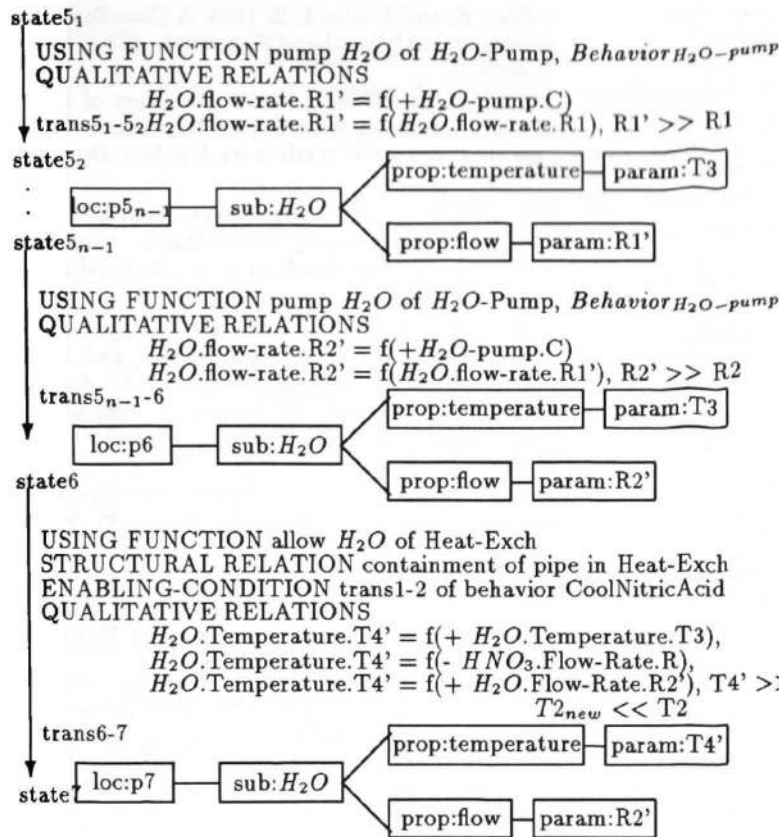 state5₁
USING FUNCTION pump H₂O of H₂O-Pump, Behavior_H₂O-pump
QUALITATIVE RELATIONS
H₂O.flow-rate.R1' = f(+H₂O-pump.C)
trans5₁-5₂ H₂O.flow-rate.R1' = f(H₂O.flow-rate.R1), R1' >> R1
state5₂
prop:temperature param:T3
loc:p5ₙ₋₁ sub:H₂O
prop:flow param:R1'
state5ₙ₋₁
USING FUNCTION pump H₂O of H₂O-Pump, Behavior_H₂O-pump
QUALITATIVE RELATIONS
H₂O.flow-rate.R2' = f(+H₂O-pump.C)
H₂O.flow-rate.R2' = f(H₂O.flow-rate.R1'), R2' >> R2
trans5ₙ₋₁-6
prop:temperature param:T3
loc:p6 sub:H₂O
prop:flow param:R2'
state6
USING FUNCTION allow H₂O of Heat-Exch
STRUCTURAL RELATION containment of pipe in Heat-Exch
ENABLING-CONDITION trans1-2 of behavior CoolNitricAcid
QUALITATIVE RELATIONS
H₂O.Temperature.T4' = f(+ H₂O.Temperature.T3),
H₂O.Temperature.T4' = f(- HNO₃.Flow-Rate.R),
H₂O.Temperature.T4' = f(+ H₂O.Flow-Rate.R2'), T4' >
T2_new << T2
trans6-7
prop:temperature param:T4'
loc:p7 sub:H₂O
state7
prop:flow param:R2'